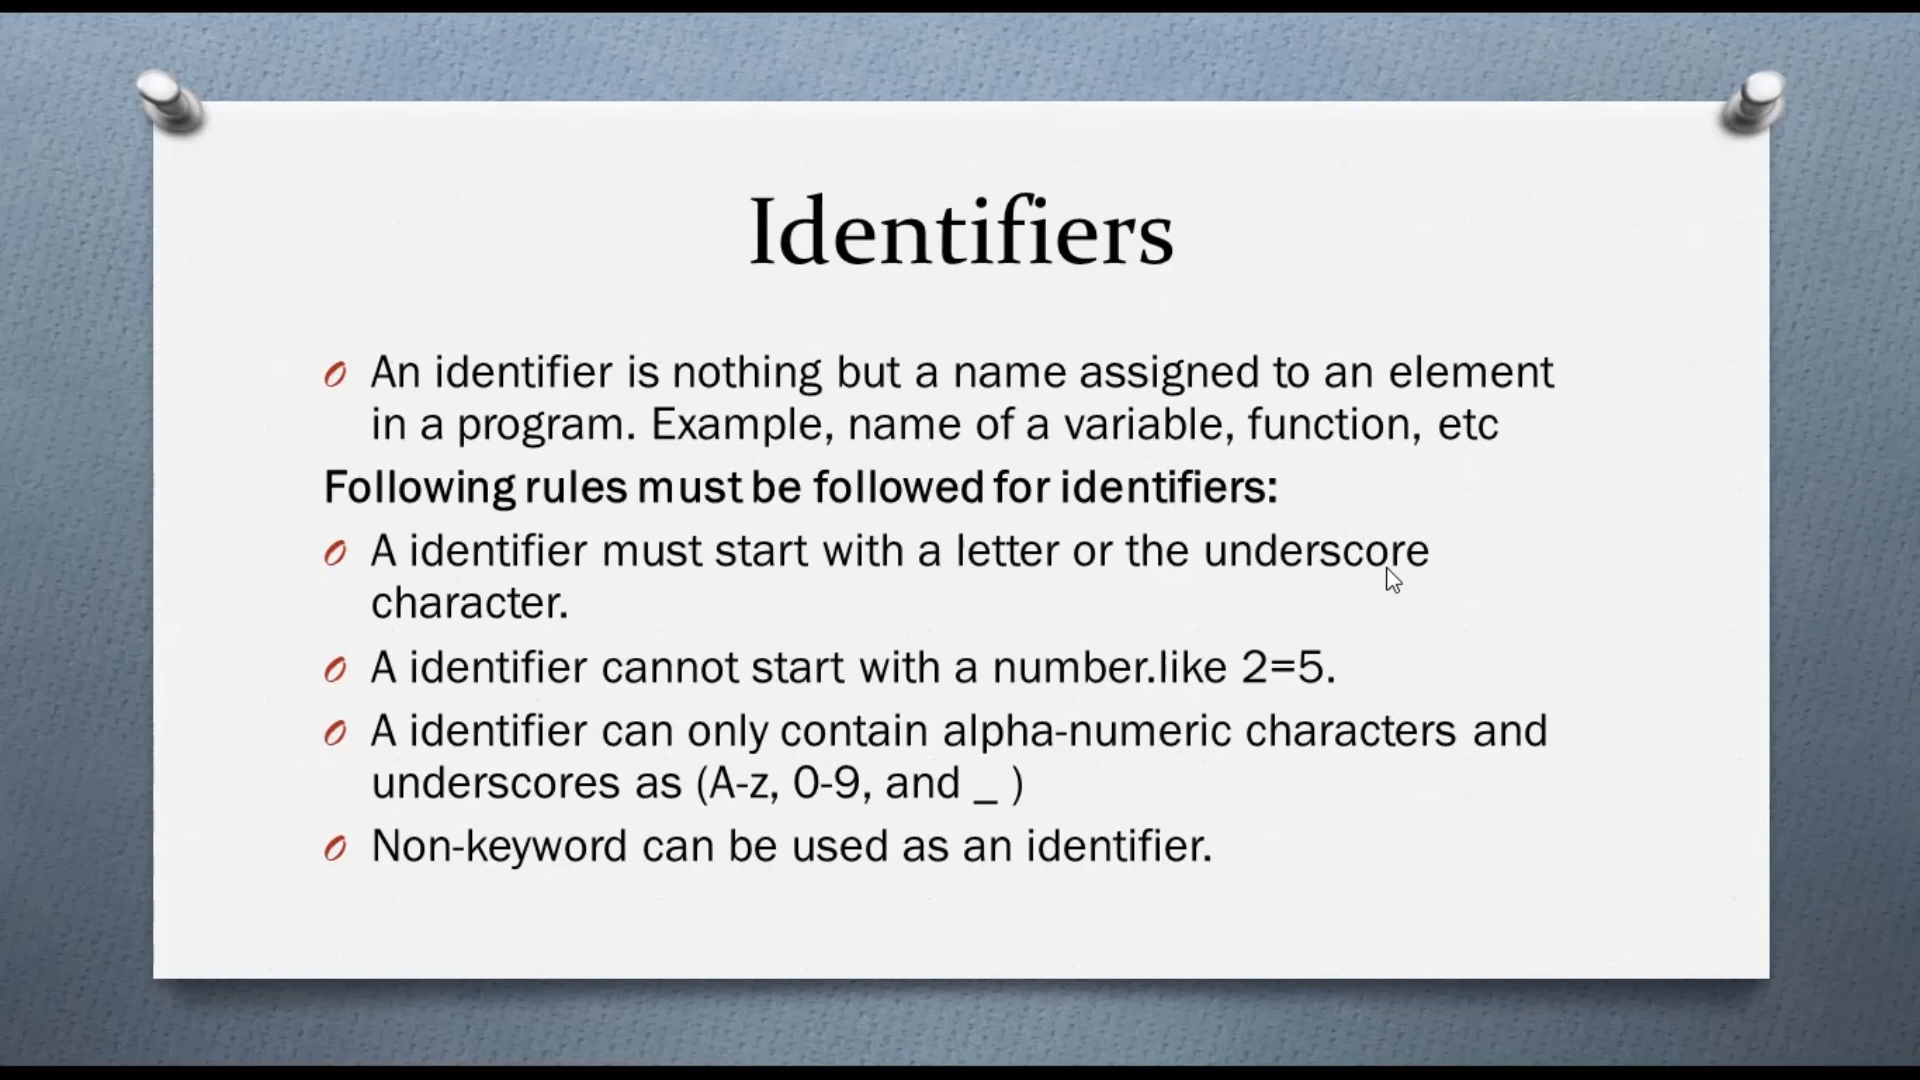 Identifiers
An identifier is nothing but a name assigned to an element
in a program. Example, name of a variable, function, etc
Following rules must be followed for identifiers:
A identifier must start with a letter or the underscore
character.
A identifier cannot start with a number.like 2=5.
A identifier can only contain alpha-numeric characters and
underscores as (A-z, 0-9, and _ )
Non-keyword can be used as an identifier.